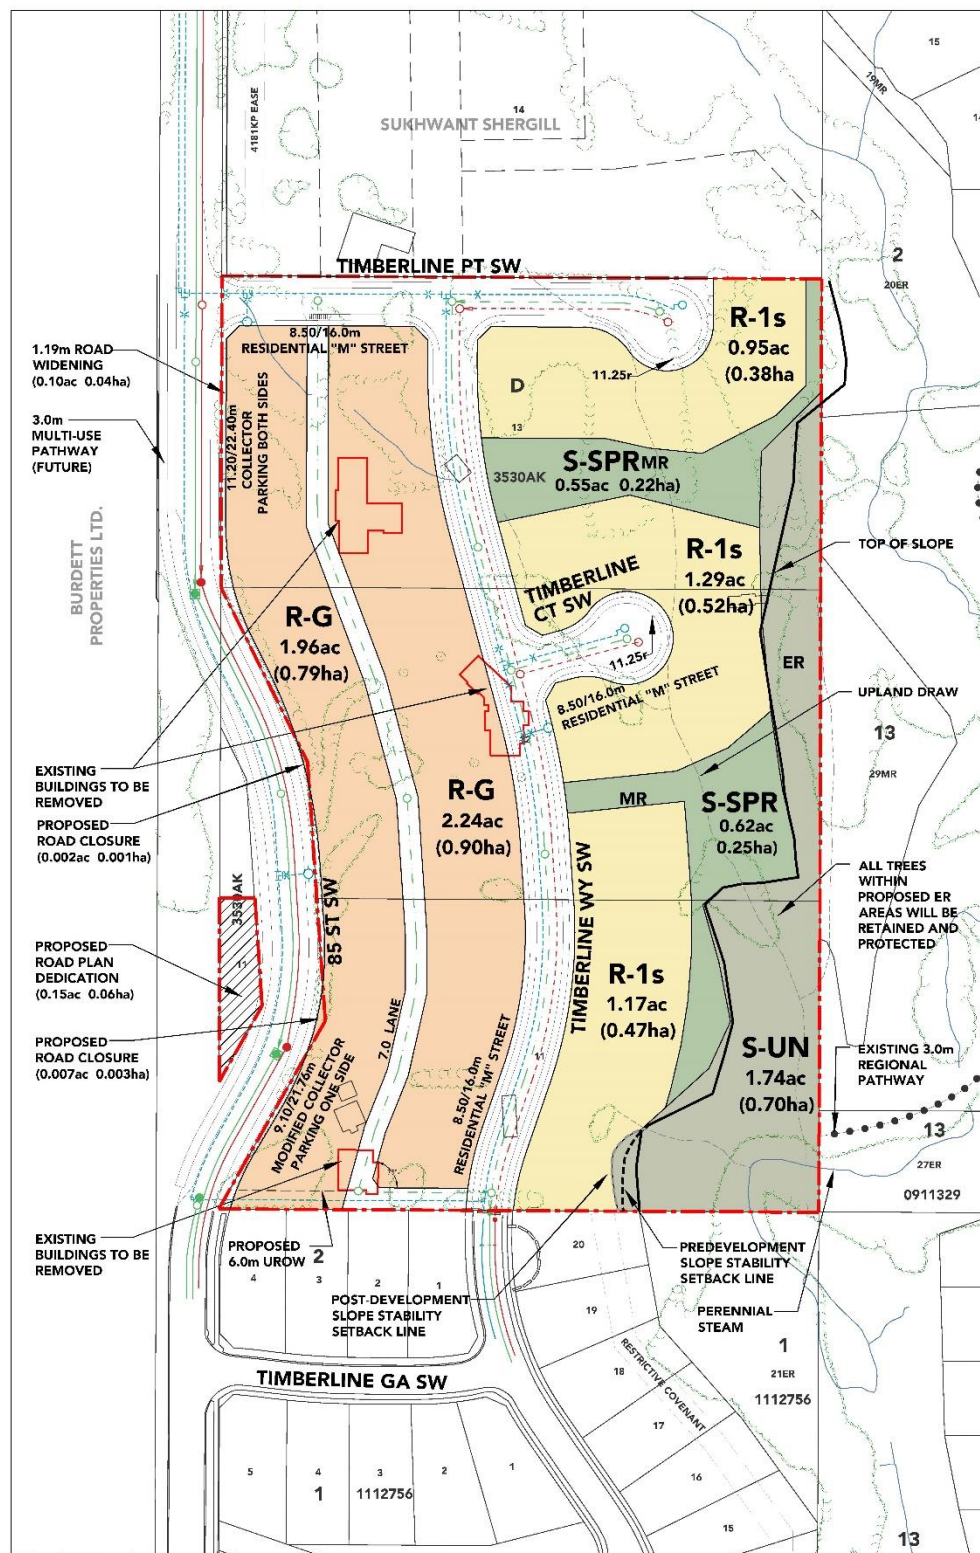 15
19MR
14
14
SUKHWANT SHERGILL
4181KP EASE
2
20ER
TIMBERLINE PT SW
8.50/16.0m
RESIDENTIAL "M" STREET
R-1s
0.95ac
(0.38ha
11.25r
D
13
1.19m ROAD
WIDENING
(0.10ac 0.04ha)
3.0m
MULTI-USE
PATHWAY
(FUTURE)
11.20/22.40m
COLLECTOR
PARKING BOTH SIDES
S-SPR MR
0.55ac 0.22ha)
3530AK
BURDETT
PROPERTIES LTD.
R-1s
1.29ac
(0.52ha)
TOP OF SLOPE
TIMBERLINE
CT SW
R-G
1.96ac
(0.79ha)
11.25r
8.50/16.0m
RESIDENTIAL "M" STREET
ER
UPLAND DRAW
13
29MR
EXISTING
BUILDINGS TO BE
REMOVED
PROPOSED
ROAD CLOSURE
(0.002ac 0.001ha)
R-G
2.24ac
(0.90ha)
MR
S-SPR
0.62ac
0.25ha)
ALL TREES
WITHIN
PROPOSED ER
AREAS WILL BE
RETAINED AND
PROTECTED
3530AK
11
85 ST SW
TIMBERLINE WY SW
PROPOSED
ROAD PLAN
DEDICATION
(0.15ac 0.06ha)
R-1s
1.17ac
(0.47ha)
7.0 LANE
PROPOSED
ROAD CLOSURE
(0.007ac 0.003ha)
9.10/21.76m
MODIFIED COLLECTOR
PARKING ONE SIDE
8.50/16.0m
RESIDENTIAL "M" STREET
11
S-UN
1.74ac
(0.70ha)
EXISTING 3.0m
REGIONAL
PATHWAY
13
27ER
0911329
EXISTING
BUILDINGS TO BE
REMOVED
PROPOSED
6.0m UROW
2
4
3
2
1
POST-DEVELOPMENT
SLOPE STABILITY
SETBACK LINE
20
PREDEVELOPMENT
SLOPE STABILITY
SETBACK LINE
19
PERENNIAL
STEAM
1
21ER
1112756
18
RESTRICTIVE COVENANT
17
TIMBERLINE GA SW
5
4
3
2
1
1
1112756
16
15
13